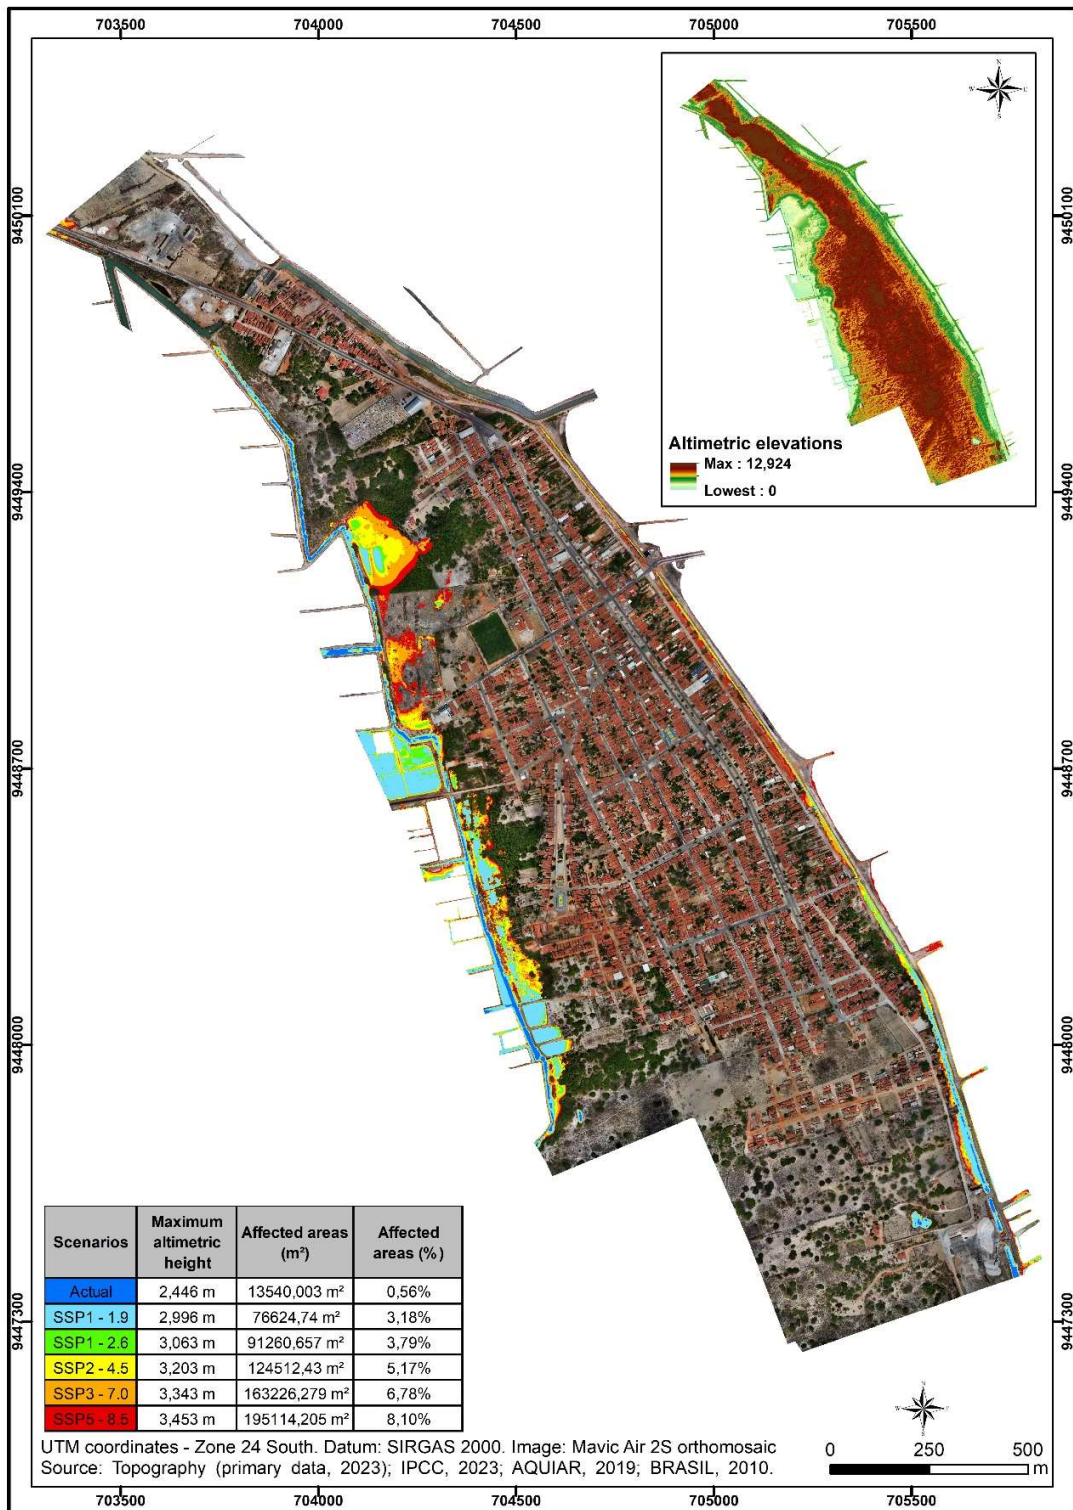 703500 704000 704500 705000 705500
9450100
9449400
9448700
9448000
9447300
9450100
9449400
9448700
9448000
9447300
N
W E
S
Altimetric elevations
Max : 12,924
Lowest : 0
Scenarios Maximum altimetric height Affected areas (m²) Affected areas (%)
Actual 2,446 m 13540,003 m² 0,56%
SSP1 - 1.9 2,996 m 76624,74 m² 3,18%
SSP1 - 2.6 3,063 m 91260,657 m² 3,79%
SSP2 - 4.5 3,203 m 124512,43 m² 5,17%
SSP3 - 7.0 3,343 m 163226,279 m² 6,78%
SSP5 - 8.5 3,453 m 195114,205 m² 8,10%
UTM coordinates - Zone 24 South. Datum: SIRGAS 2000. Image: Mavic Air 2S orthomosaic
Source: Topography (primary data, 2023); IPCC, 2023; AQUIAR, 2019; BRASIL, 2010.
N
W E
S
0 250 500
m
703500 704000 704500 705000 705500